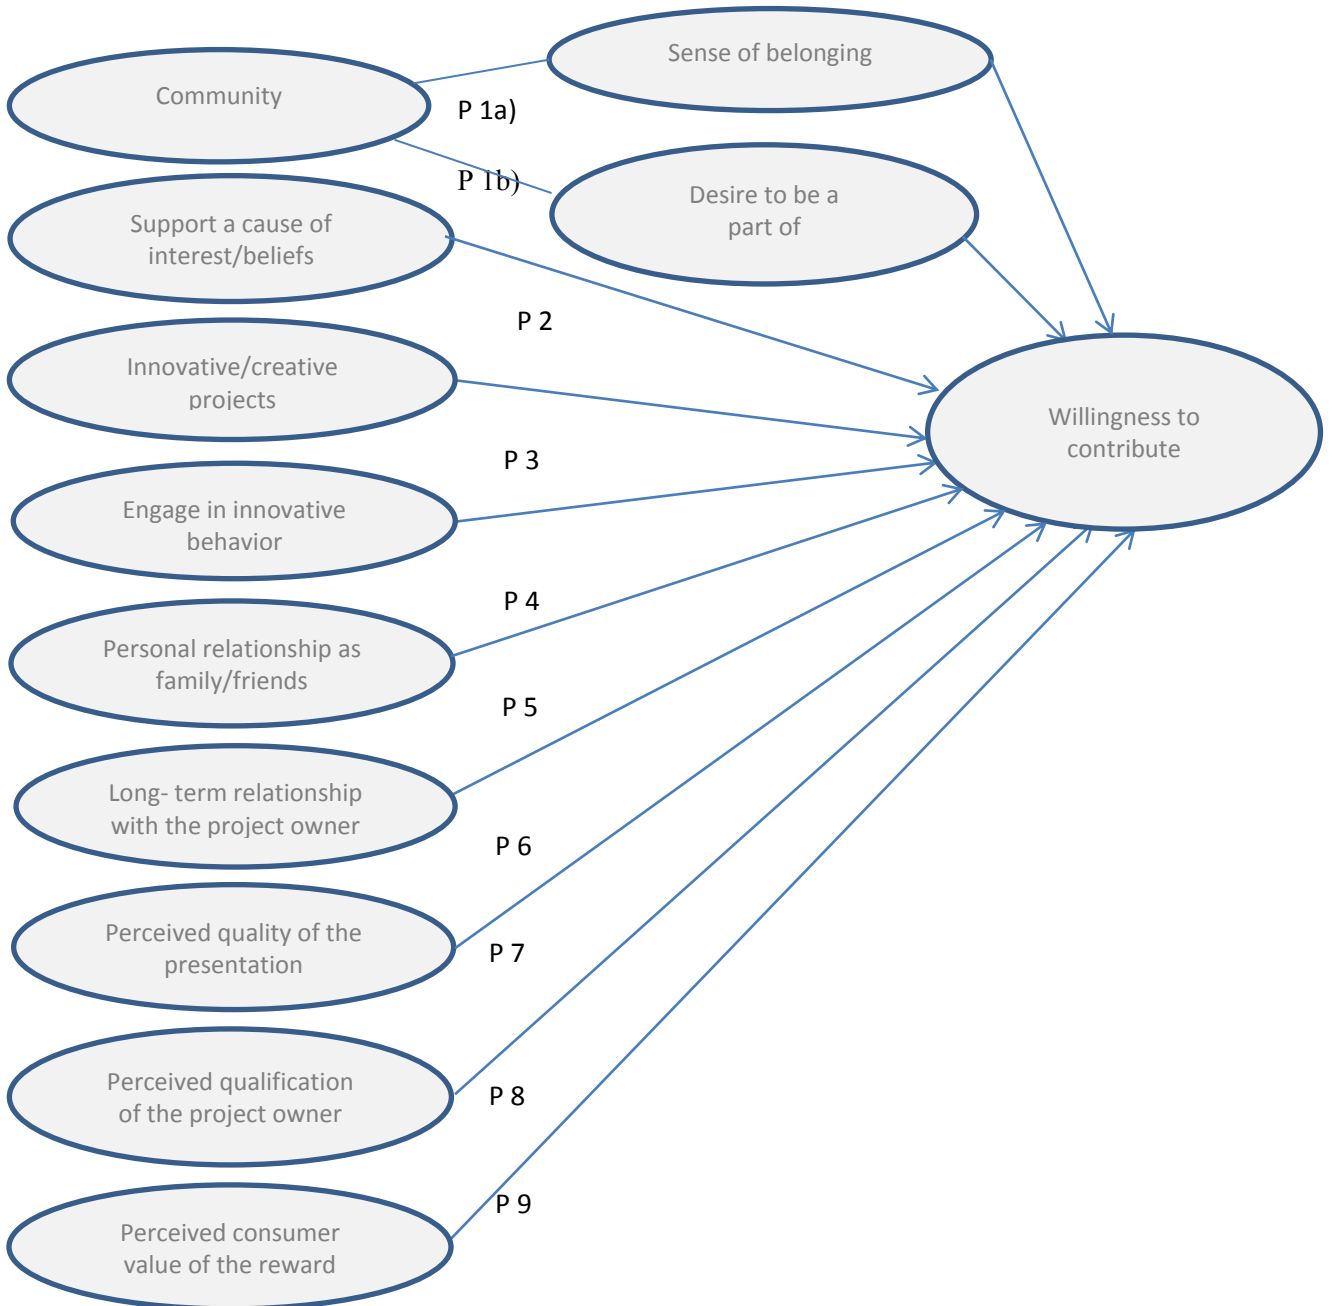 Community
Sense of belonging
P 1a)
P 1b)
Desire to be a
part of
Support a cause of
interest/beliefs
P 2
Innovative/creative
projects
Willingness to
contribute
P 3
Engage in innovative
behavior
P 4
Personal relationship as
family/friends
P 5
Long- term relationship
with the project owner
P 6
Perceived quality of the
presentation
P 7
Perceived qualification
of the project owner
P 8
P 9
Perceived consumer
value of the reward